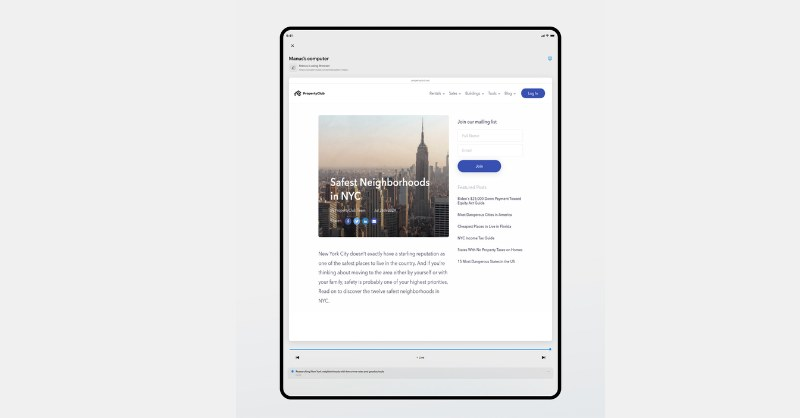 Manus's computer
PropertyClub
Rentals
Sales
Buildings
Tools
Blog
Log In
Safest Neighborhoods
in NYC
New York City doesn't exactly have a sterling reputation as
one of the safest places to live in the country. And if you're
thinking about moving to the area either by yourself or with
your family, safety is probably one of your highest priorities.
Read on to discover the twelve safest neighborhoods in
NYC.
Join our mailing list
Full Name
Email
Join
Featured Posts
Biden's $25,000 Down Payment Toward
Equity Act Guide
Most Dangerous Cities in America
Cheapest Places to Live in Florida
NYC Income Tax Guide
States With No Property Taxes on Homes
15 Most Dangerous States in the US